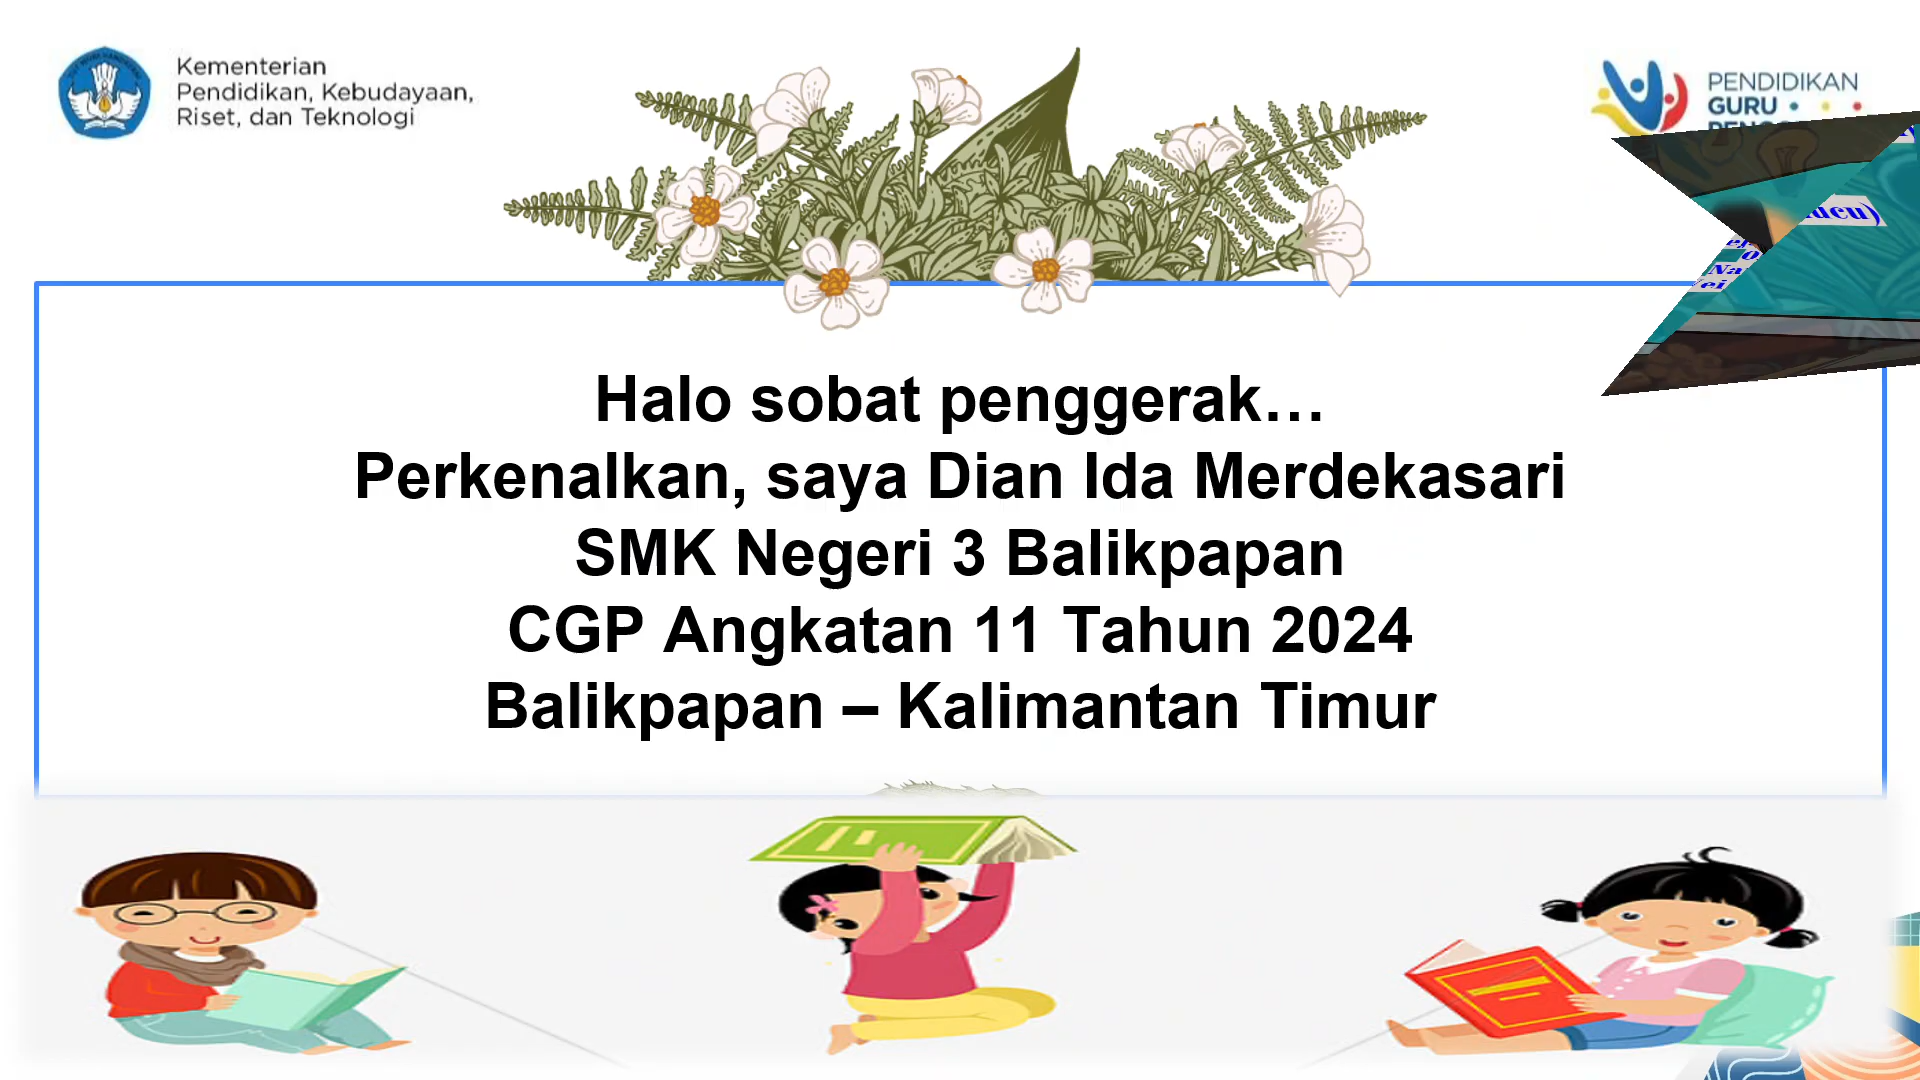 Kementerian
Pendidikan, Kebudayaan,
Riset, dan Teknologi
PENDIDIKAN
GURU
Halo sobat penggerak…
Perkenalkan, saya Dian Ida Merdekasari
SMK Negeri 3 Balikpapan
CGP Angkatan 11 Tahun 2024
Balikpapan – Kalimantan Timur